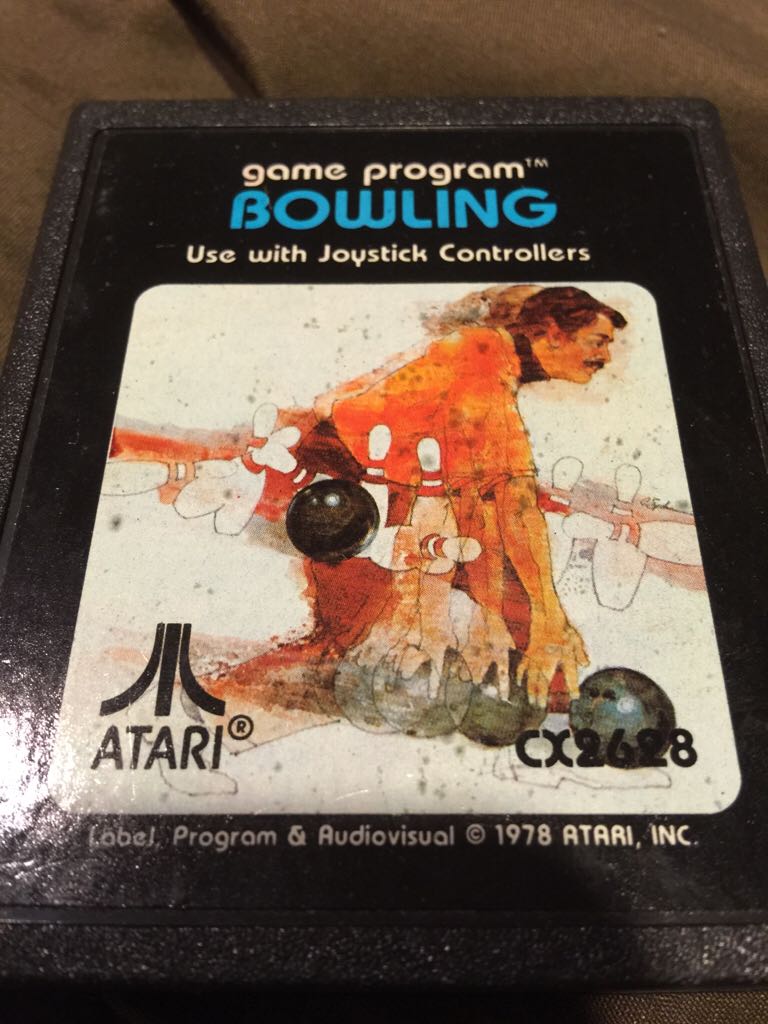 game program™
BOWLING
Use with Joystick Controllers
ATARI®
CX2628
Label, Program & Audiovisual © 1978 ATARI, INC.